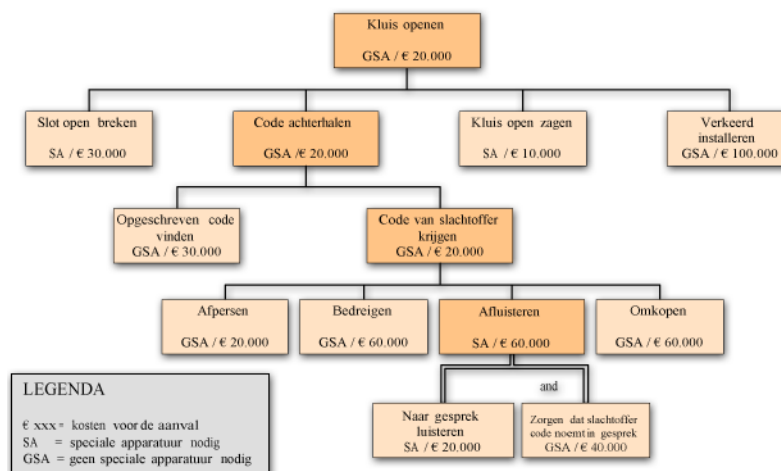 Kluis openen
GSA / € 20.000
Slot open breken
SA / € 30.000
Code achterhalen
GSA /€ 20.000
Kluis open zagen
SA / € 10.000
Verkeerd
installeren
GSA / € 100.000
Opgeschreven code
vinden
GSA / € 30.000
Code van slachtoffer
krijgen
GSA / € 20.000
Afpersen
GSA / € 20.000
Bedreigen
GSA / € 60.000
Afluisteren
SA / € 60.000
Omkopen
GSA / € 60.000
and
Naar gesprek
luisteren
SA / € 20.000
Zorgen dat slachtoffer
code noemt in gesprek
GSA / € 40.000
LEGENDA
€ xxx = kosten voor de aanval
SA = speciale apparatuur nodig
GSA = geen speciale apparatuur nodig